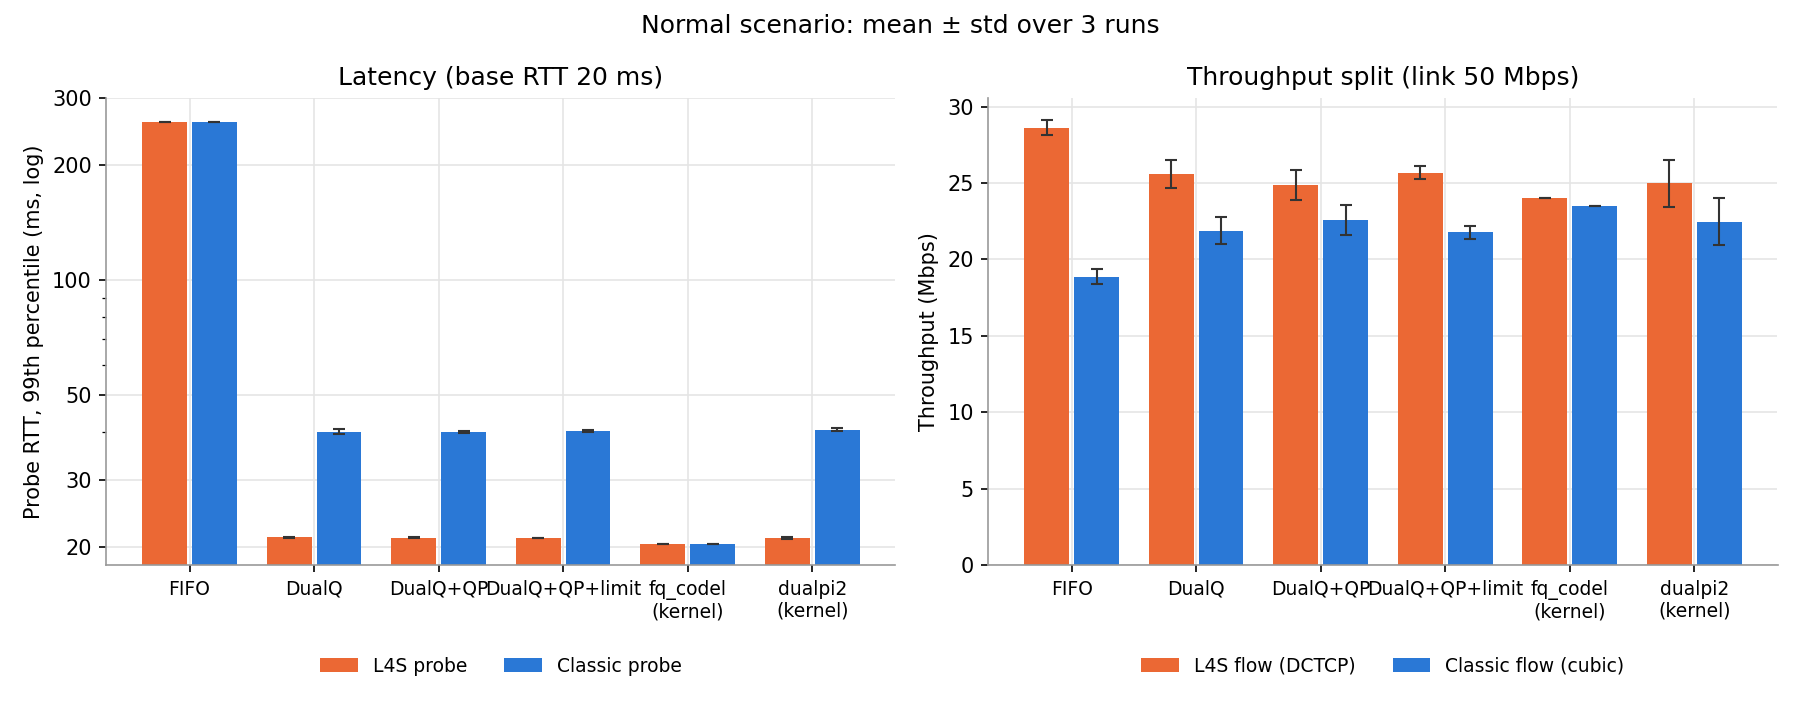 Normal scenario: mean ± std over 3 runs
Latency (base RTT 20 ms)
Probe RTT, 99th percentile (ms, log)
300
200
100
50
30
20
FIFO
DualQ
DualQ+QP
DualQ+QP+limit
fq_codel
(kernel)
dualpi2
(kernel)
L4S probe
Classic probe
Throughput split (link 50 Mbps)
Throughput (Mbps)
30
25
20
15
10
5
0
FIFO
DualQ
DualQ+QP
DualQ+QP+limit
fq_codel
(kernel)
dualpi2
(kernel)
L4S flow (DCTCP)
Classic flow (cubic)